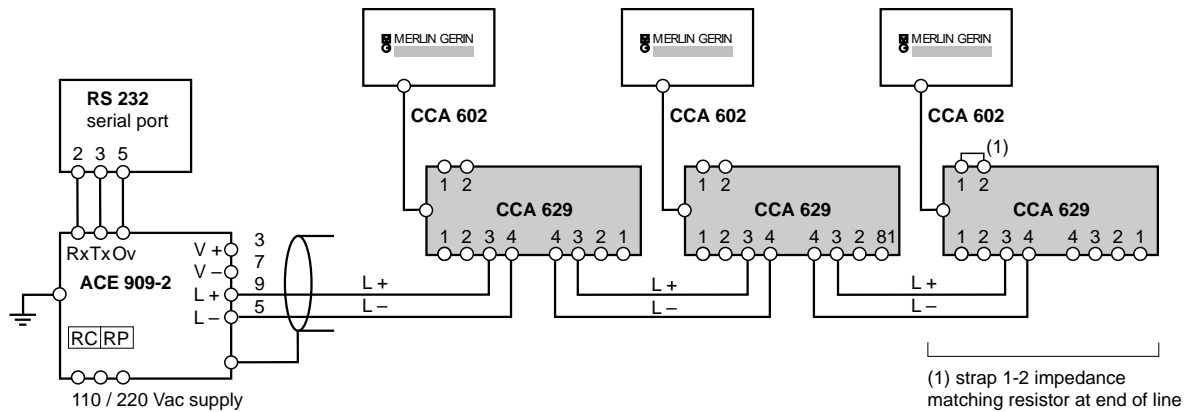 MERLIN GERIN MERLIN GERIN MERLIN GERIN
RS 232
serial port
2 3 5
CCA 602 CCA 602 CCA 602
(1)
1 2 1 2 1 2
CCA 629 CCA 629 CCA 629
1 2 3 4 4 3 2 1 1 2 3 4 4 3 2 81 1 2 3 4 4 3 2 1
Rx Tx Ov
V + 3
V – 7
ACE 909-2
L + 9
L – 5
L + L + L +
L – L – L –
RC RP
110 / 220 Vac supply
(1) strap 1-2 impedance
matching resistor at end of line